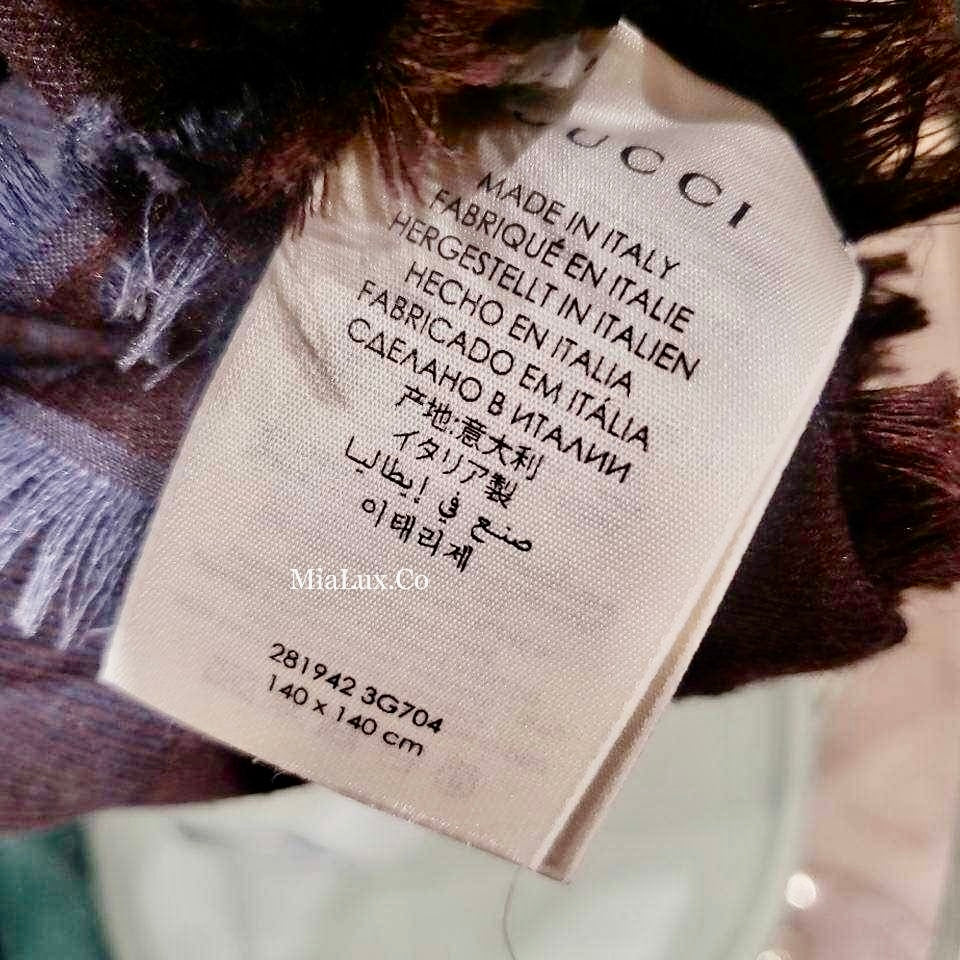 GUCCI
MADE IN ITALY
FABRIQUÉ EN ITALIE
HERGESTELLT IN ITALIEN
HECHO EN ITALIA
FABRICADO EM ITÁLIA
СДЕЛАНО В ИТАЛИИ
产地:意大利
イタリア製
صنع في إيطاليا
이태리제
MiaLux.Co
281942 3G704
140 x 140 cm